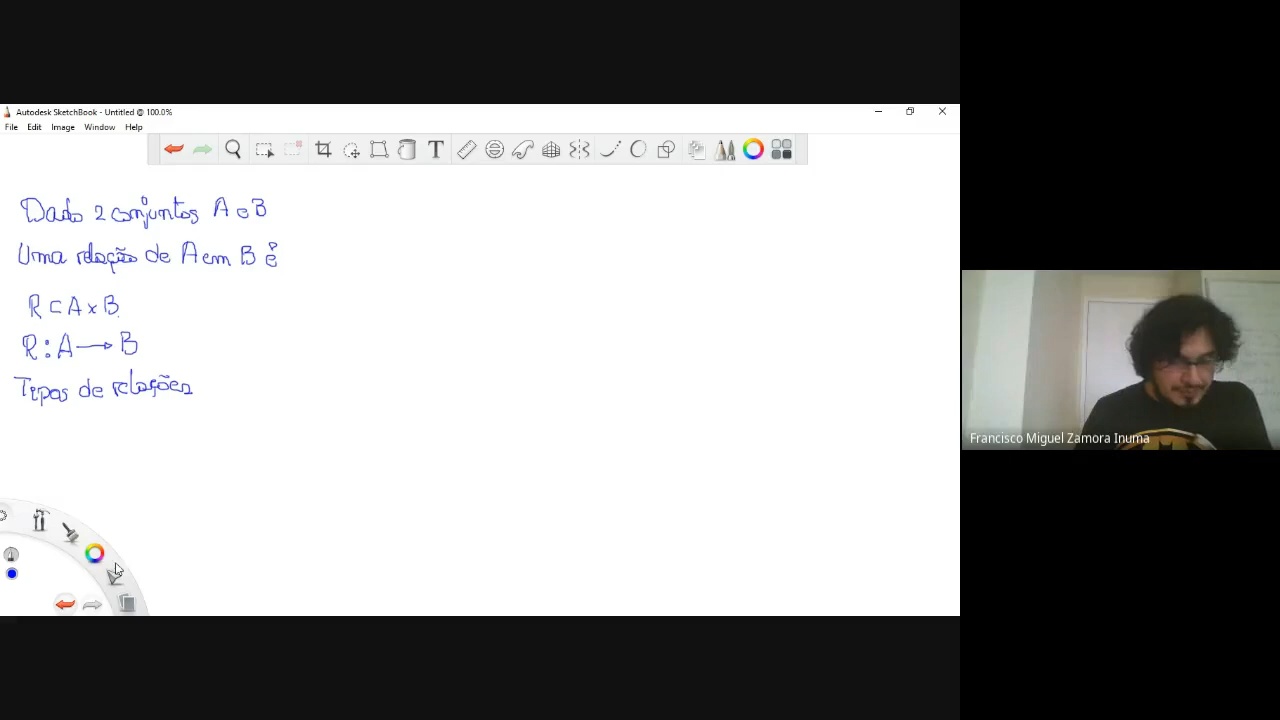 Autodesk SketchBook - Untitled @ 100.0%
File Edit Image Window Help
T
Dado 2 conjuntos A e B
Uma relação de A em B é
R ⊂ A × B
R : A → B
Tipos de relações
Francisco Miguel Zamora Inuma